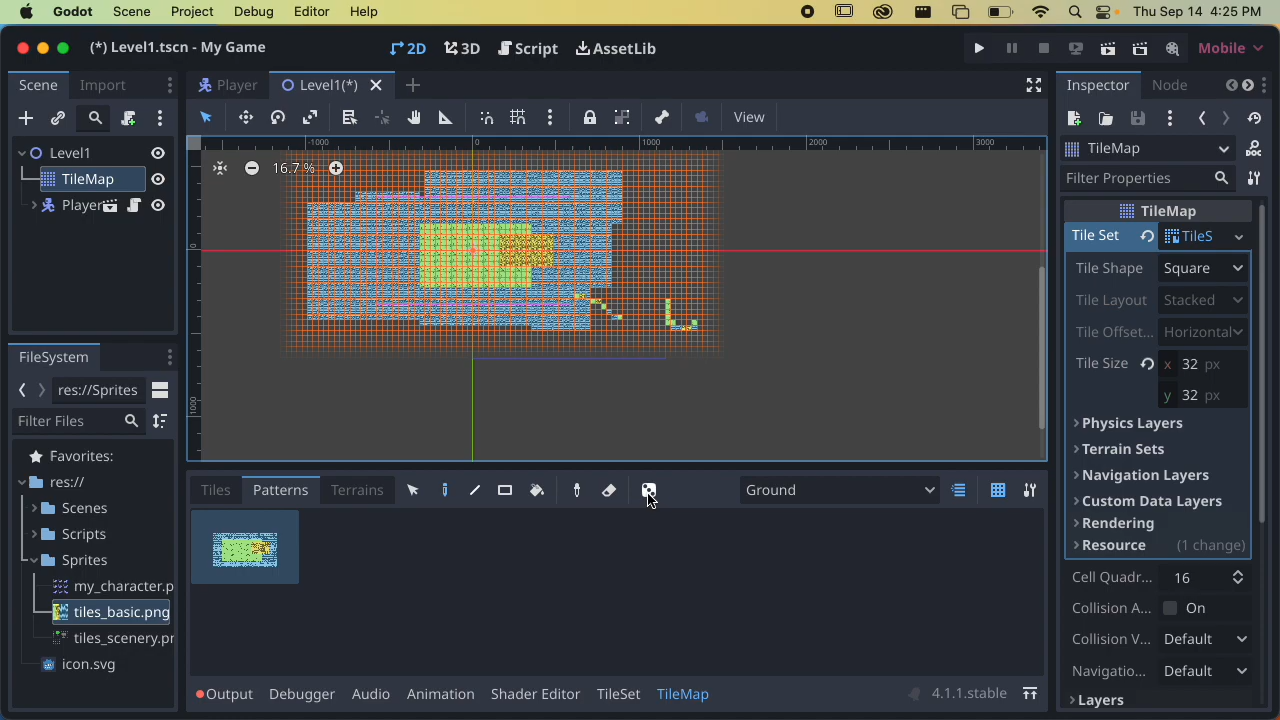 Godot Scene Project Debug Editor Help Thu Sep 14 4:25 PM
(*) Level1.tscn - My Game 2D 3D Script AssetLib Mobile
Scene Import Player Level1(*) Inspector Node
View TileMap
-1000 0 1000 2000 3000
Level1 16.7 % Filter Properties
TileMap
Player TileMap
Tile Set TileS
0
Tile Shape Square
Tile Layout Stacked
Tile Offset... Horizontal
FileSystem Tile Size x 32 px
res://Sprites y 32 px
1000
Filter Files Physics Layers
Favorites: Terrain Sets
res:// Navigation Layers
Tiles Patterns Terrains Ground
Scenes Custom Data Layers
Scripts Rendering
Resource (1 change)
Sprites Cell Quadr... 16
my_character.p
tiles_basic.png Collision A... On
tiles_scenery.pr Collision V... Default
icon.svg Navigatio... Default
Output Debugger Audio Animation Shader Editor TileSet TileMap 4.1.1.stable Layers